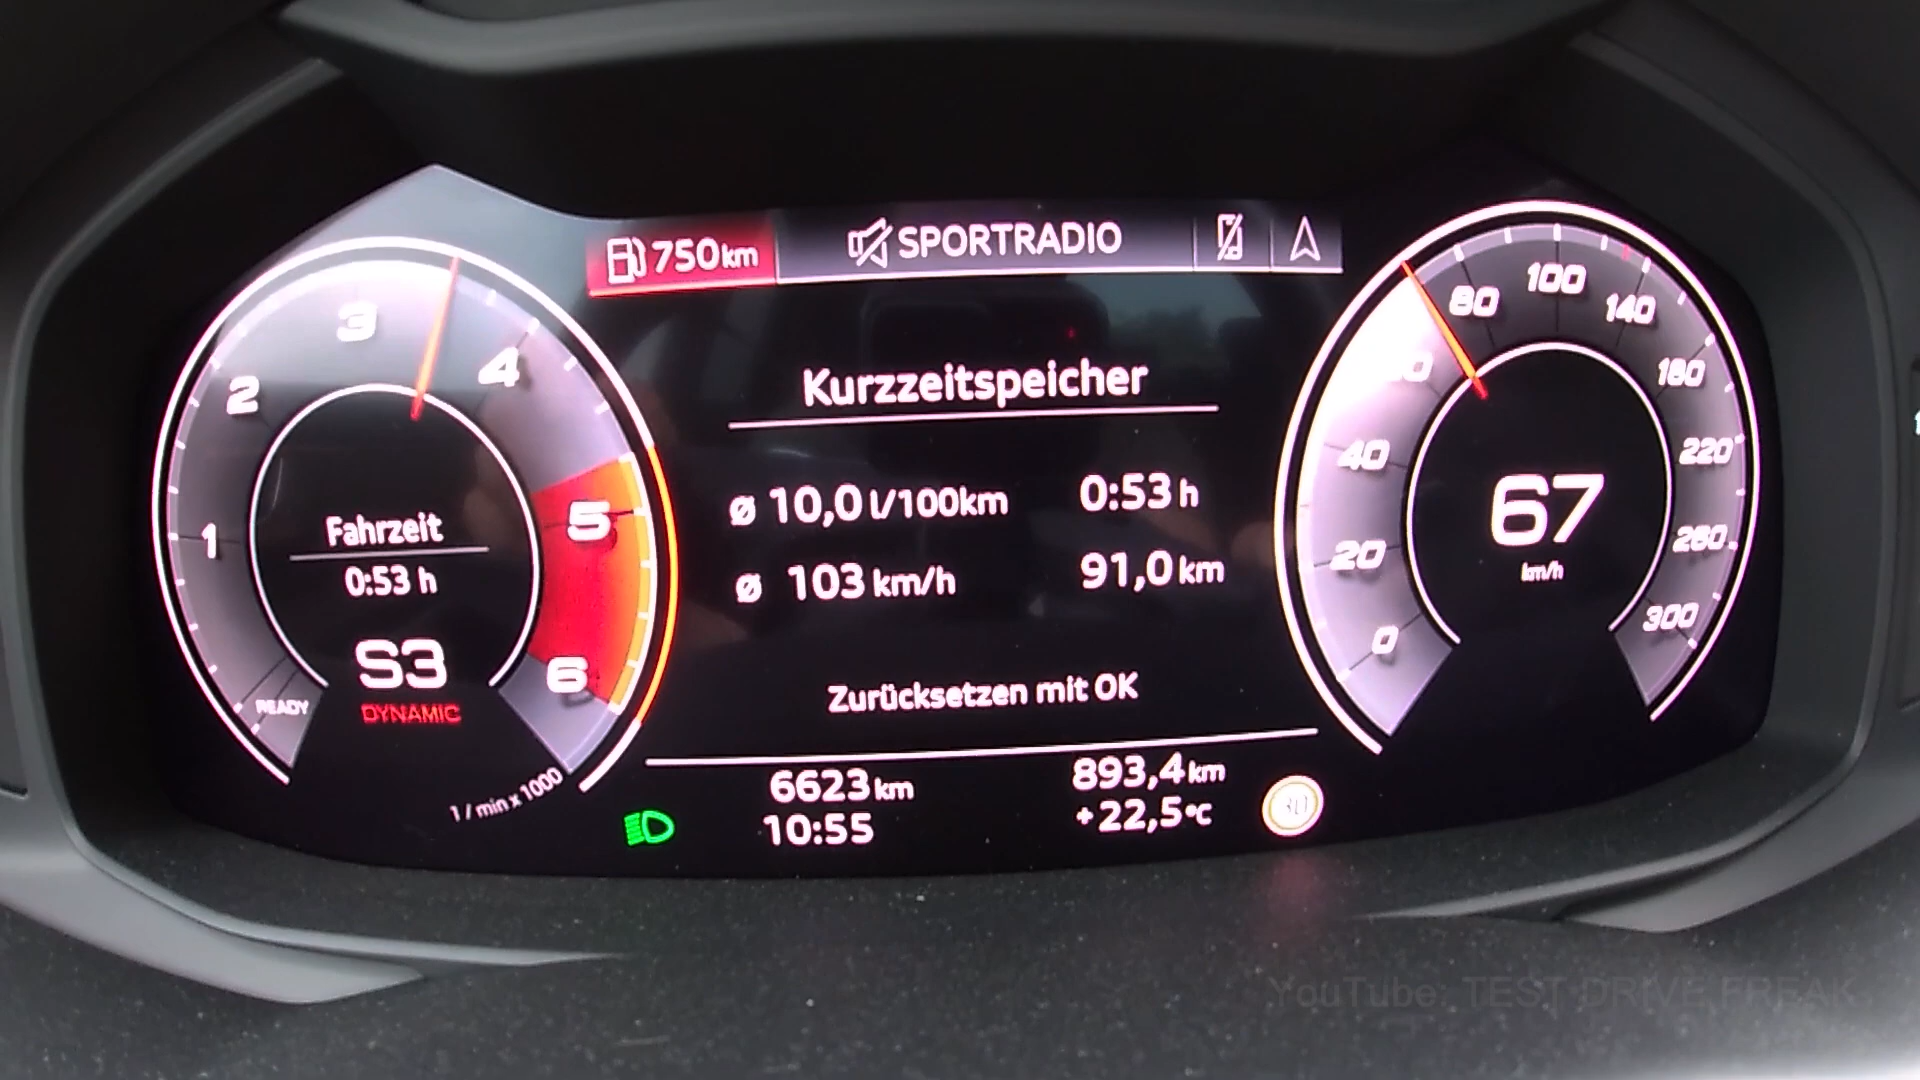 750 km
SPORTRADIO
3
2
4
1
5
6
READY
1 / min x 1000
Fahrzeit
0:53 h
S3
DYNAMIC
Kurzzeitspeicher
ø 10,0 l/100km 0:53 h
ø 103 km/h 91,0 km
Zurücksetzen mit OK
6623 km 893,4 km
10:55 +22,5 °C
0
20
40
80
100
140
180
220
260
300
67
km/h
YouTube: TEST DRIVE FREAK